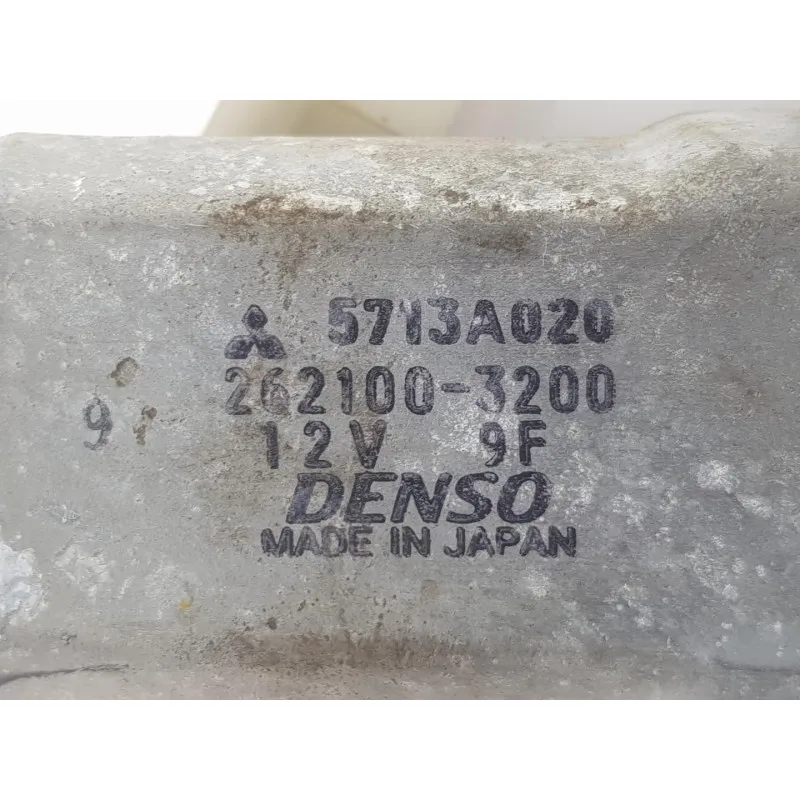 5713A020
262100-3200
9
12V 9F
DENSO
MADE IN JAPAN